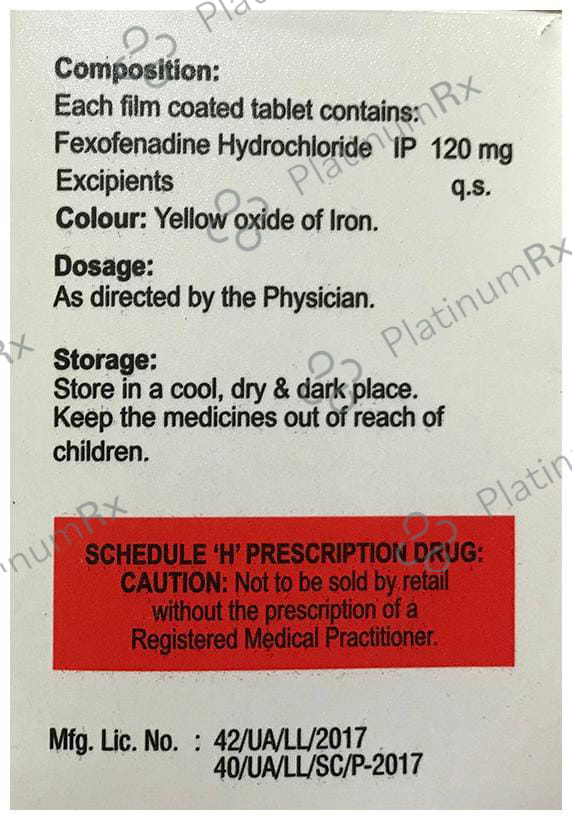 Composition:
Each film coated tablet contains:
Fexofenadine Hydrochloride IP 120 mg
Excipients q.s.
Colour: Yellow oxide of Iron.
Dosage:
As directed by the Physician.
Storage:
Store in a cool, dry & dark place.
Keep the medicines out of reach of
children.
SCHEDULE 'H' PRESCRIPTION DRUG:
CAUTION: Not to be sold by retail
without the prescription of a
Registered Medical Practitioner.
Mfg. Lic. No. : 42/UA/LL/2017
40/UA/LL/SC/P-2017
PlatinumRx
PlatinumRx